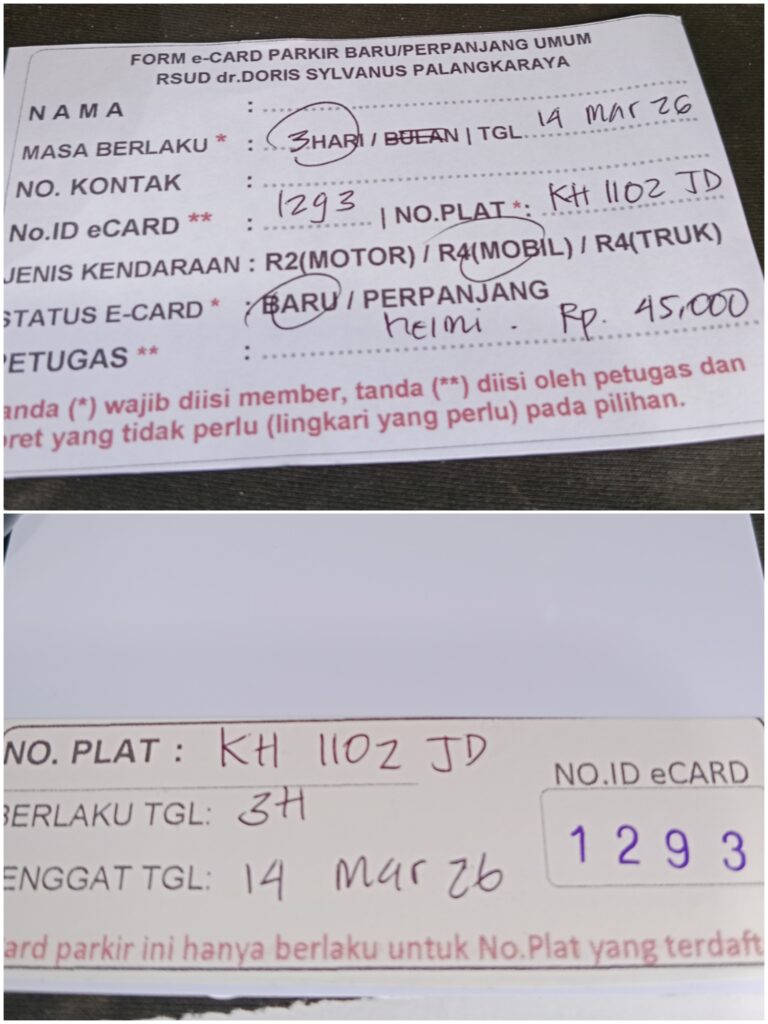 FORM e-CARD PARKIR BARU/PERPANJANG UMUM
RSUD dr.DORIS SYLVANUS PALANGKARAYA
NAMA :
MASA BERLAKU * : 3HARI / BULAN | TGL 14 Mar 26
NO. KONTAK :
No.ID eCARD ** : 1293 | NO.PLAT *: KH 1102 JD
JENIS KENDARAAN : R2(MOTOR) / R4(MOBIL) / R4(TRUK)
STATUS E-CARD * : BARU / PERPANJANG
PETUGAS ** : Helmi . Rp. 45,000
anda (*) wajib diisi member, tanda (**) diisi oleh petugas dan
oret yang tidak perlu (lingkari yang perlu) pada pilihan.
NO. PLAT : KH 1102 JD
NO.ID eCARD
BERLAKU TGL: 3H
1293
ENGGAT TGL: 14 Mar 26
ard parkir ini hanya berlaku untuk No.Plat yang terdaft